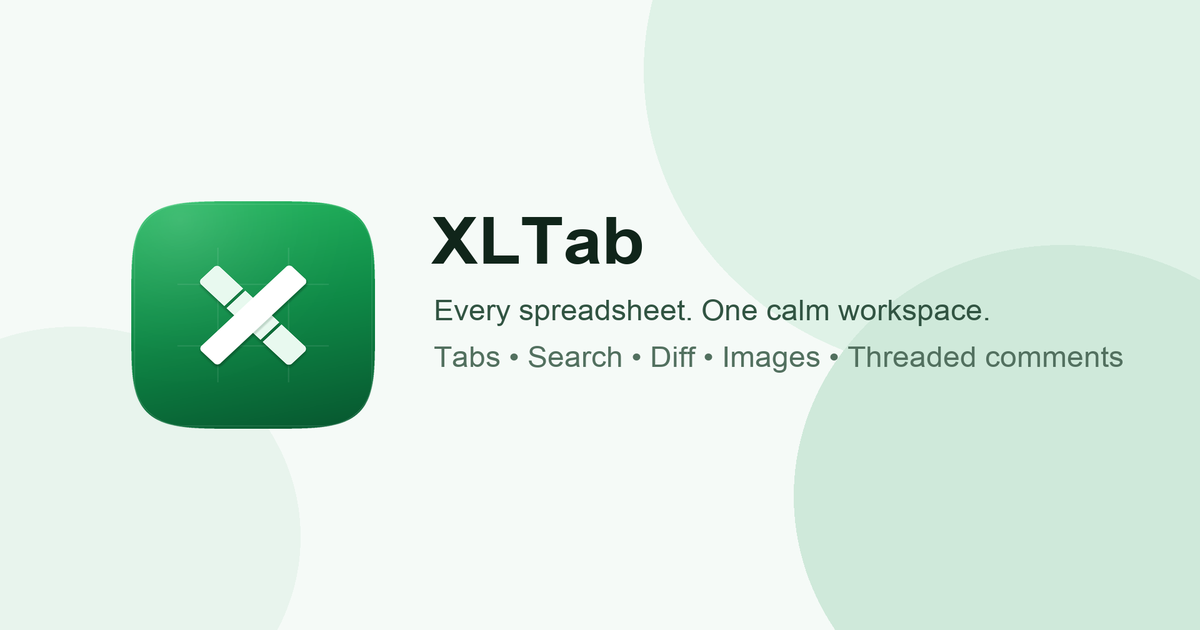 XLTab
Every spreadsheet. One calm workspace.
Tabs • Search • Diff • Images • Threaded comments